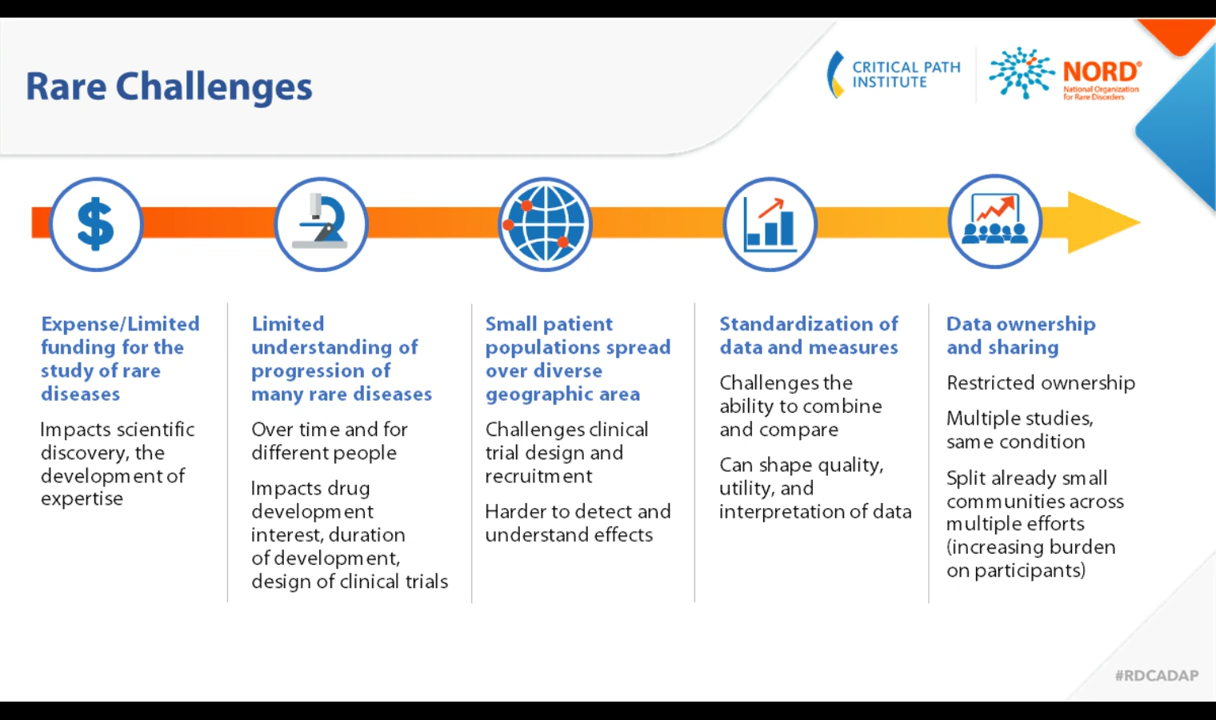 Rare Challenges
CRITICAL PATH
INSTITUTE
NORD®
National Organization
for Rare Disorders
$
Expense/Limited
funding for the
study of rare
diseases
Impacts scientific
discovery, the
development of
expertise
Limited
understanding of
progression of
many rare diseases
Over time and for
different people
Impacts drug
development
interest, duration
of development,
design of clinical trials
Small patient
populations spread
over diverse
geographic area
Challenges clinical
trial design and
recruitment
Harder to detect and
understand effects
Standardization of
data and measures
Challenges the
ability to combine
and compare
Can shape quality,
utility, and
interpretation of data
Data ownership
and sharing
Restricted ownership
Multiple studies,
same condition
Split already small
communities across
multiple efforts
(increasing burden
on participants)
#RDCADAP